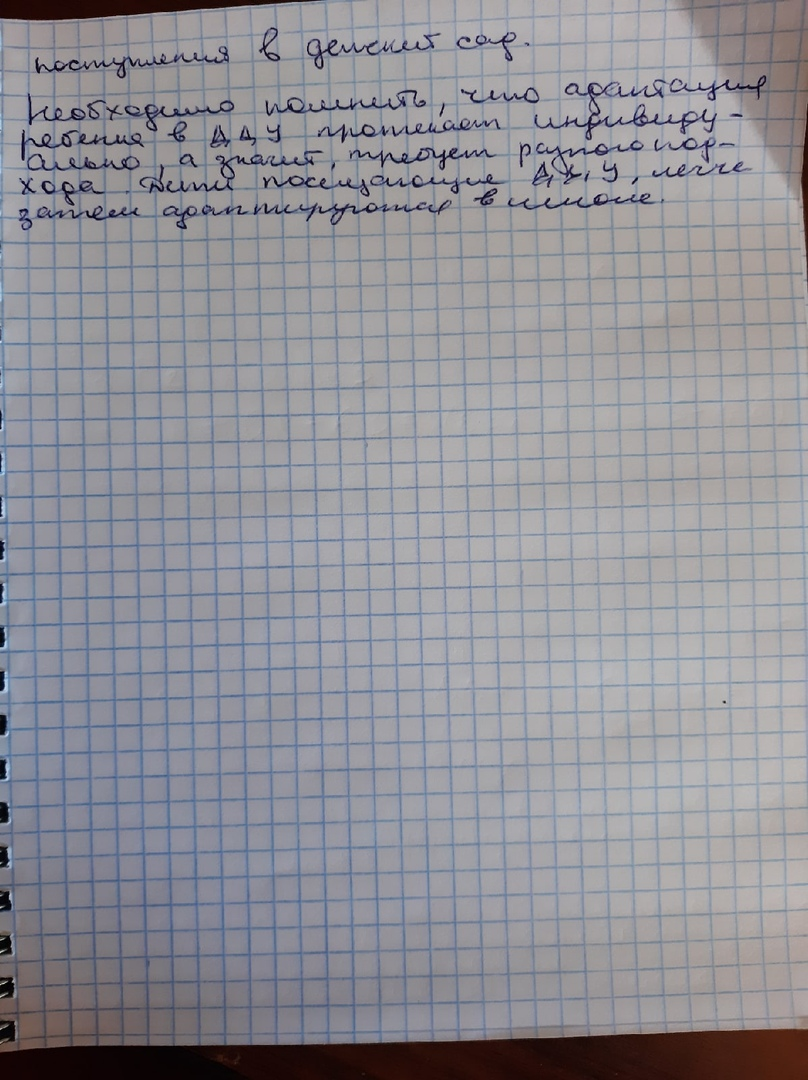 поступления в детский сад.
Необходимо помнить, что адаптация
ребенка в ДДУ протекает индивиду-
ально, а значит, требует разного под-
хода. Дети посещающие ДДУ, легче
затем адаптируются в школе.